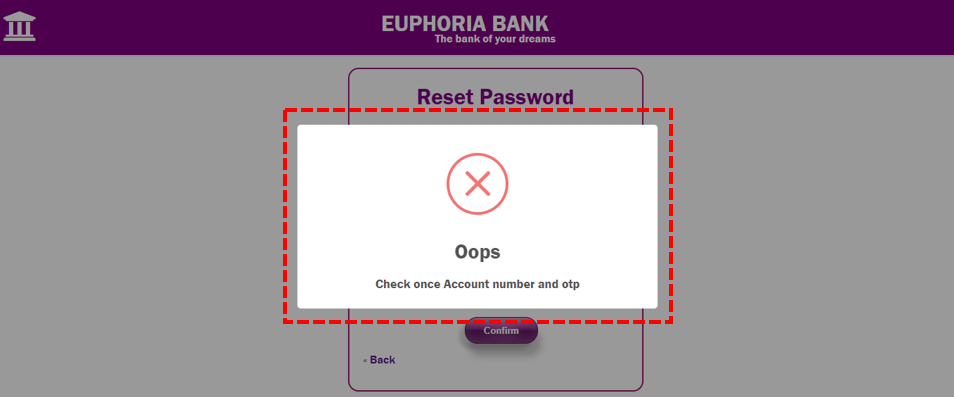 EUPHORIA BANK
The bank of your dreams
Reset Password
Oops
Check once Account number and otp
Confirm
Back